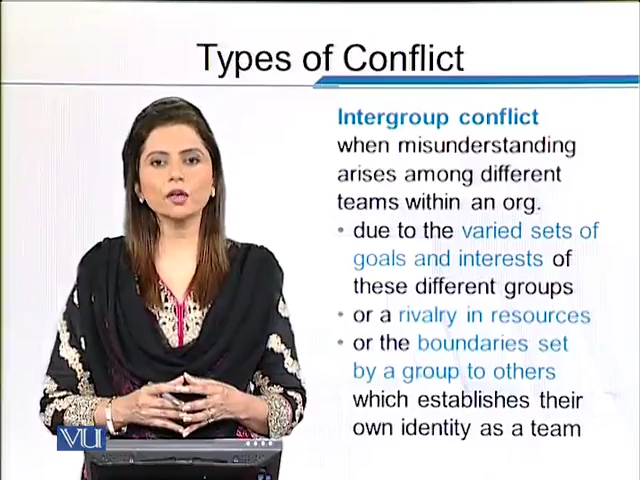 Types of Conflict
Intergroup conflict
when misunderstanding
arises among different
teams within an org.
• due to the varied sets of
goals and interests of
these different groups
• or a rivalry in resources
• or the boundaries set
by a group to others
which establishes their
own identity as a team
VU